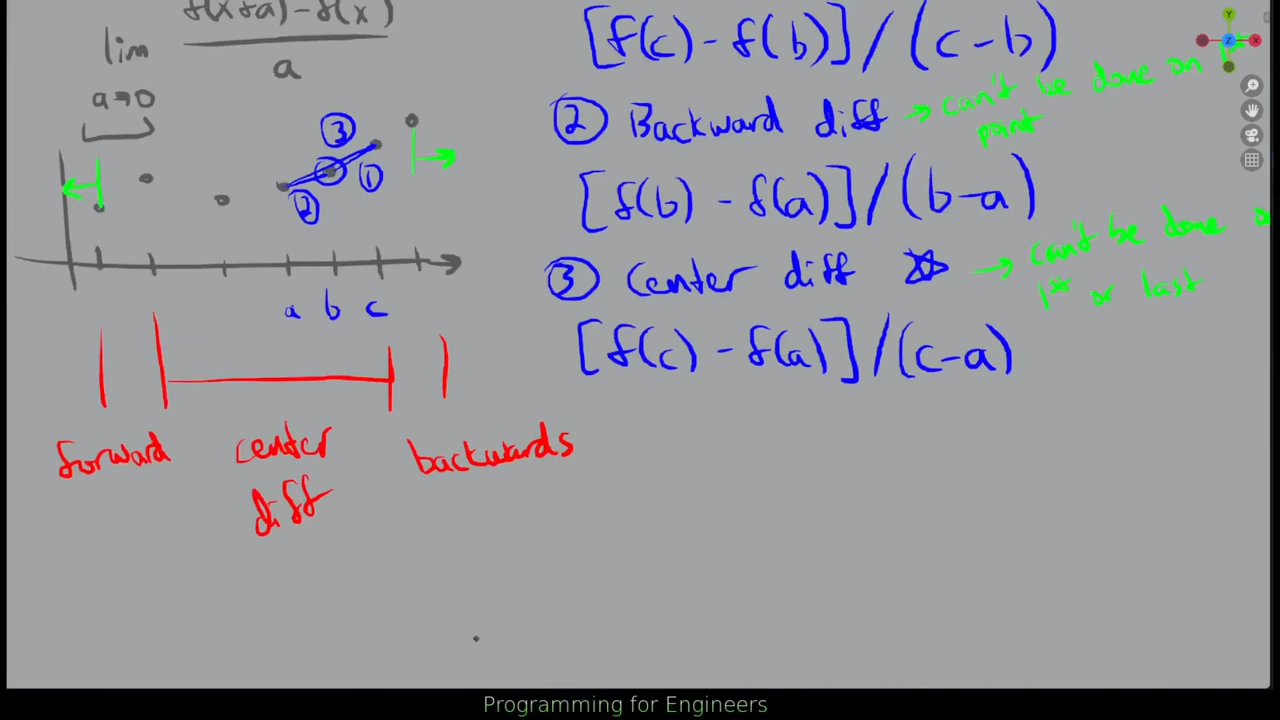 f(x+a) - f(x)
lim
a
a→0
[f(c) - f(b)] / (c-b)
② Backward diff → can't be done on 1st
point
③
①
②
[f(b) - f(a)] / (b-a)
③ Center diff → can't be done
1st or last
a b c
[f(c) - f(a)] / (c-a)
forward center backwards
diff
Y
X
Z
Programming for Engineers